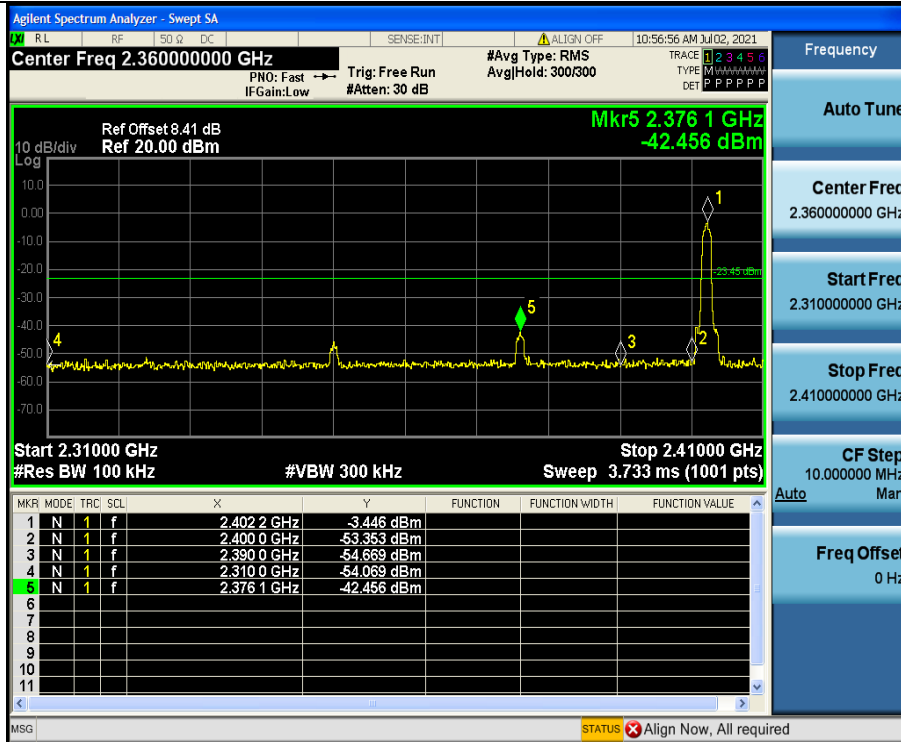 Agilent Spectrum Analyzer - Swept SA
LXI RL RF 50 Ω DC SENSE:INT ALIGN OFF 10:56:56 AM Jul 02, 2021
Center Freq 2.360000000 GHz
PNO: Fast
IFGain:Low
Trig: Free Run
#Atten: 30 dB
#Avg Type: RMS
Avg|Hold: 300/300
TRACE 1 2 3 4 5 6
TYPE M
DET P P P P P P
Mkr5 2.376 1 GHz
-42.456 dBm
Ref Offset 8.41 dB
10 dB/div Ref 20.00 dBm
Log
10.0
0.00
-10.0
-20.0
-30.0
-40.0
-50.0
-60.0
-70.0
1
-23.45 dBm
5
4
3
2
Start 2.31000 GHz Stop 2.41000 GHz
#Res BW 100 kHz #VBW 300 kHz Sweep 3.733 ms (1001 pts)
MKR MODE TRC SCL X Y FUNCTION FUNCTION WIDTH FUNCTION VALUE
1 N 1 f 2.402 2 GHz -3.446 dBm
2 N 1 f 2.400 0 GHz -53.353 dBm
3 N 1 f 2.390 0 GHz -54.669 dBm
4 N 1 f 2.310 0 GHz -54.069 dBm
5 N 1 f 2.376 1 GHz -42.456 dBm
6
7
8
9
10
11
MSG STATUS Align Now, All required
Frequency
Auto Tune
Center Freq
2.360000000 GHz
Start Freq
2.310000000 GHz
Stop Freq
2.410000000 GHz
CF Step
10.000000 MHz
Auto Man
Freq Offset
0 Hz